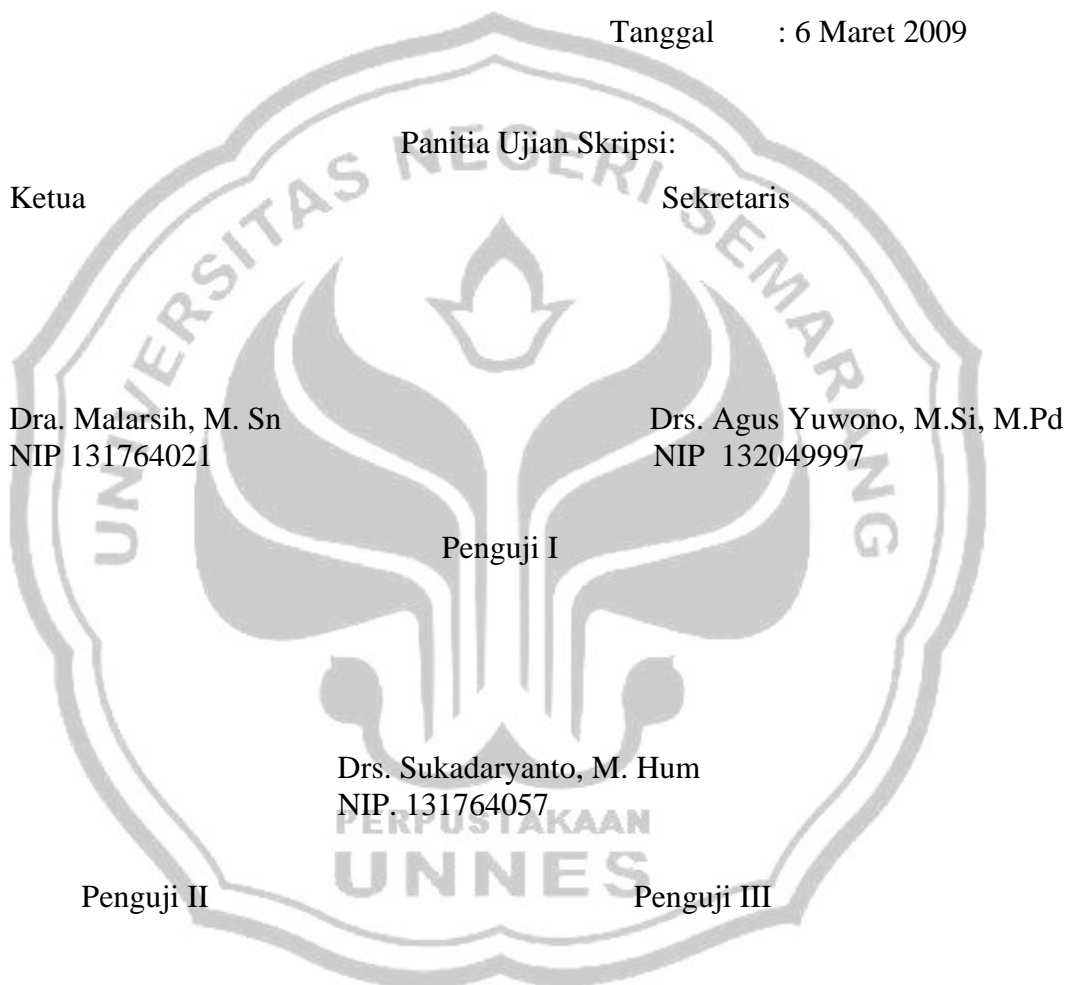 Tanggal : 6 Maret 2009
Panitia Ujian Skripsi:
Ketua Sekretaris
Dra. Malarsih, M. Sn Drs. Agus Yuwono, M.Si, M.Pd
NIP 131764021 NIP 132049997
Penguji I
Drs. Sukadaryanto, M. Hum
NIP. 131764057
Penguji II Penguji III
UNIVERSITAS NEGERI SEMARANG
PERPUSTAKAAN
UNNES